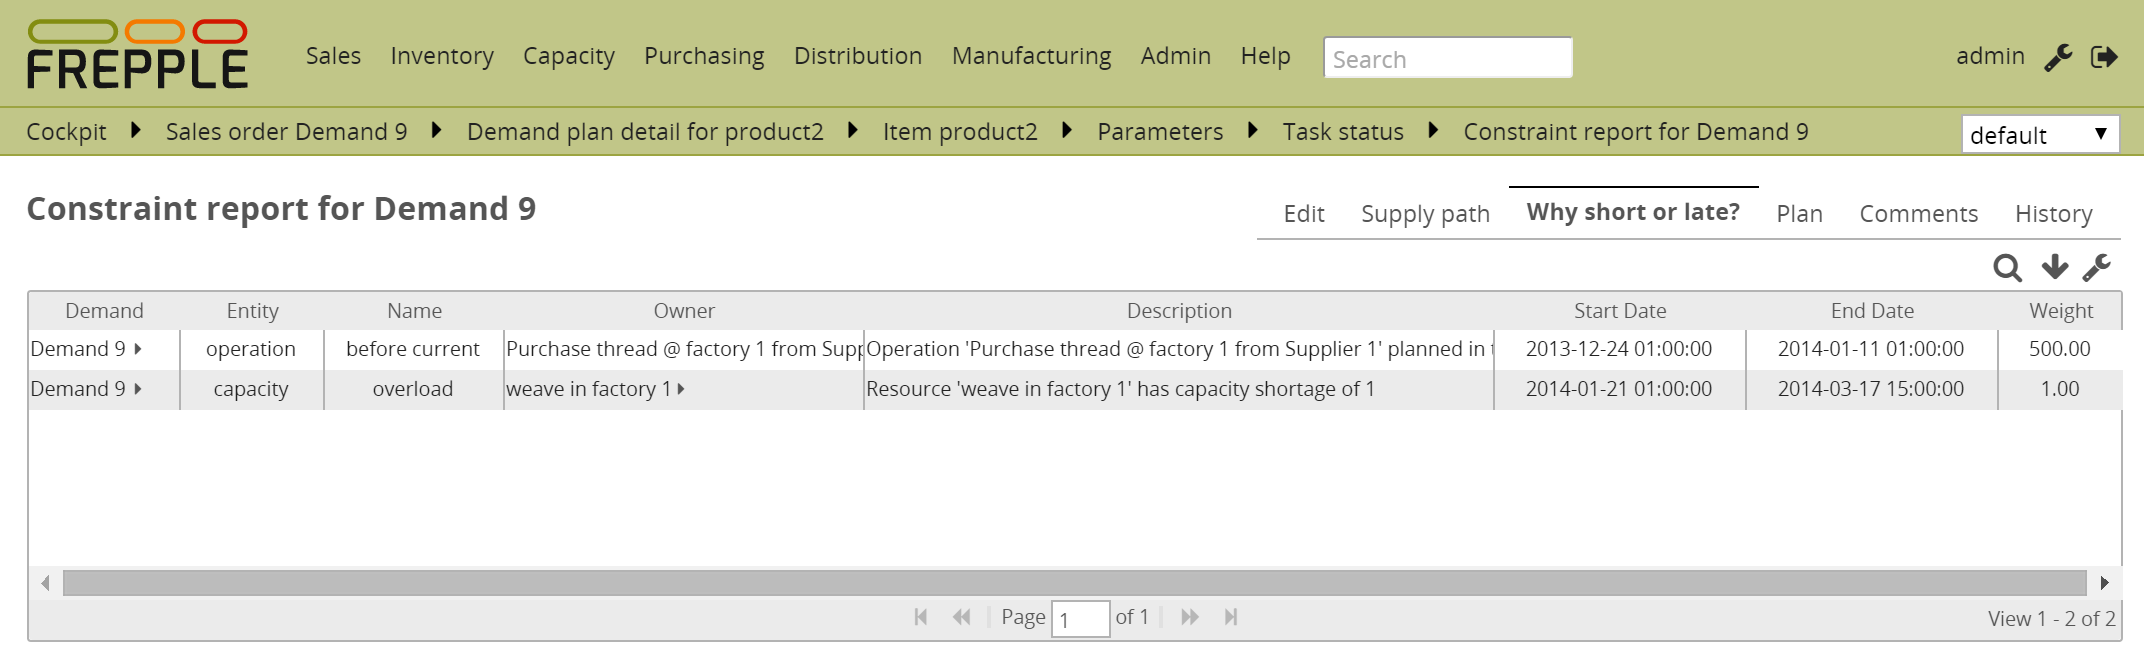 FREPPLE Sales Inventory Capacity Purchasing Distribution Manufacturing Admin Help Search admin
Cockpit Sales order Demand 9 Demand plan detail for product2 Item product2 Parameters Task status Constraint report for Demand 9 default
Constraint report for Demand 9
Edit Supply path Why short or late? Plan Comments History
Demand Entity Name Owner Description Start Date End Date Weight
Demand 9 operation before current Purchase thread @ factory 1 from Supp Operation 'Purchase thread @ factory 1 from Supplier 1' planned in 2013-12-24 01:00:00 2014-01-11 01:00:00 500.00
Demand 9 capacity overload weave in factory 1 Resource 'weave in factory 1' has capacity shortage of 1 2014-01-21 01:00:00 2014-03-17 15:00:00 1.00
Page 1 of 1 View 1 - 2 of 2